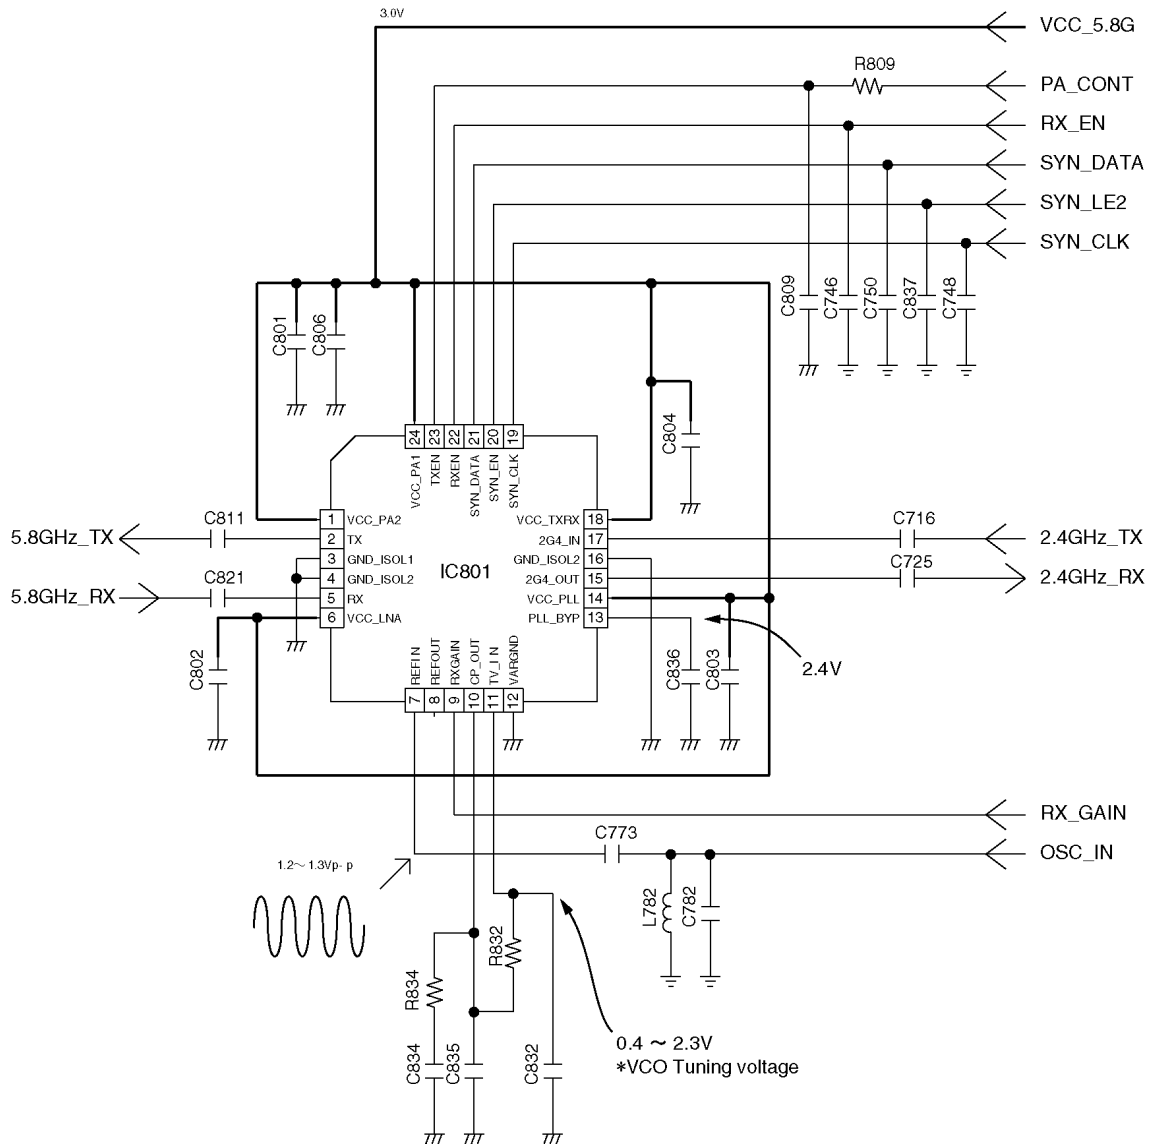 3.0V
VCC_5.8G
R809
PA_CONT
RX_EN
SYN_DATA
SYN_LE2
SYN_CLK
C801
C806
C809
C746
C750
C837
C748
C804
24
23
22
21
20
19
VCC_PA1
TXEN
RXEN
SYN_DATA
SYN_EN
SYN_CLK
5.8GHz_TX
C811
5.8GHz_RX
C821
C802
1 VCC_PA2
2 TX
3 GND_ISOL1
4 GND_ISOL2
5 RX
6 VCC_LNA
IC801
VCC_TXRX 18
2G4_IN 17
GND_ISOL2 16
2G4_OUT 15
VCC_PLL 14
PLL_BYP 13
C716
2.4GHz_TX
C725
2.4GHz_RX
C836
C803
2.4V
REFIN
REFOUT
RXGAIN
CP_OUT
TV_I N
VARGND
7
8
9
10
11
12
RX_GAIN
C773
OSC_IN
1.2～ 1.3Vp- p
L782
C782
R832
R834
C834
C835
C832
0.4 ～ 2.3V
*VCO Tuning voltage